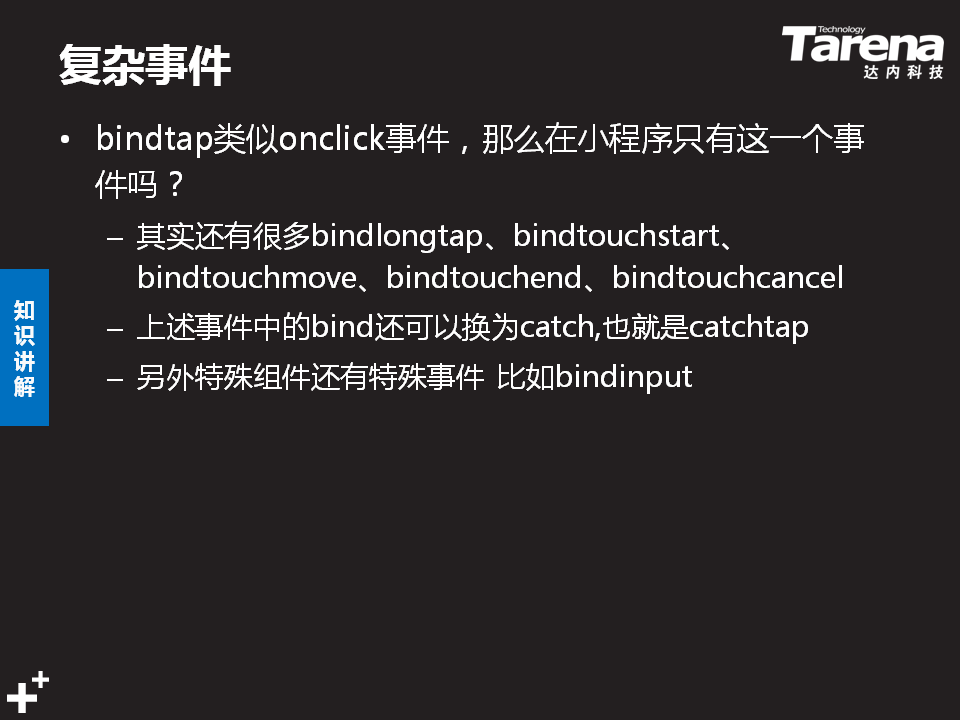 复杂事件
Technology
Tarena
达内科技
• bindtap类似onclick事件，那么在小程序只有这一个事
件吗？
– 其实还有很多bindlongtap、bindtouchstart、
bindtouchmove、bindtouchend、bindtouchcancel
– 上述事件中的bind还可以换为catch,也就是catchtap
– 另外特殊组件还有特殊事件 比如bindinput
知
识
讲
解